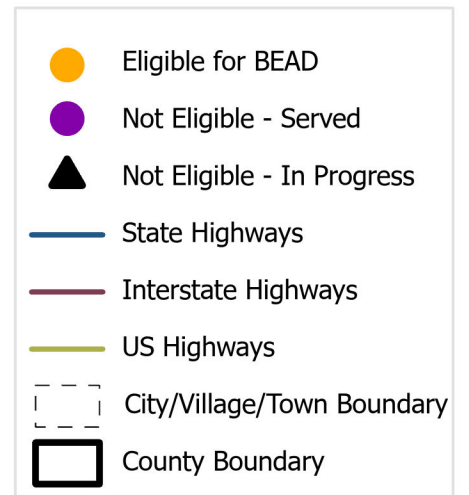 Eligible for BEAD
Not Eligible - Served
Not Eligible - In Progress
State Highways
Interstate Highways
US Highways
City/Village/Town Boundary
County Boundary